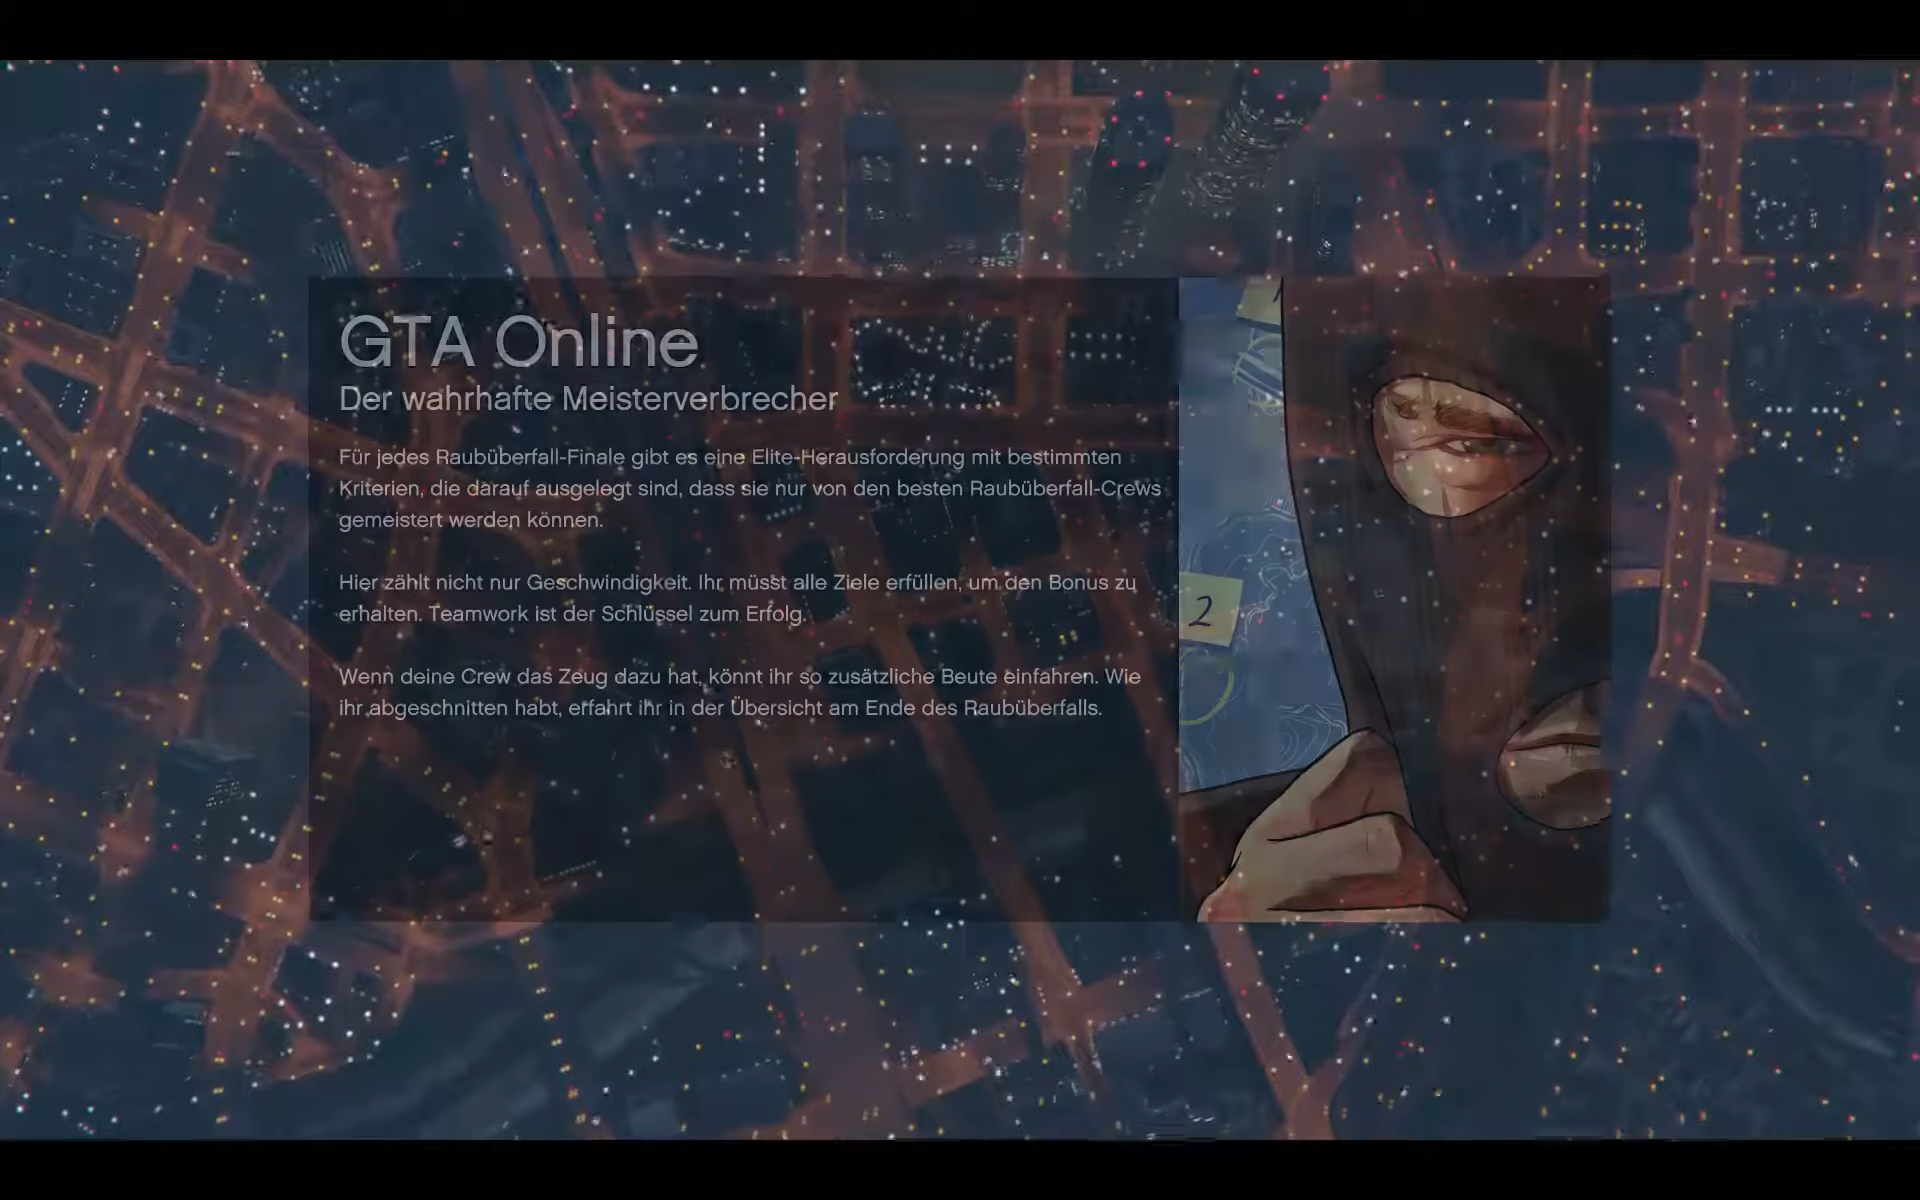 GTA Online
Der wahrhafte Meisterverbrecher
Für jedes Raubüberfall-Finale gibt es eine Elite-Herausforderung mit bestimmten
Kriterien, die darauf ausgelegt sind, dass sie nur von den besten Raubüberfall-Crews
gemeistert werden können.
Hier zählt nicht nur Geschwindigkeit. Ihr müsst alle Ziele erfüllen, um den Bonus zu
erhalten. Teamwork ist der Schlüssel zum Erfolg.
Wenn deine Crew das Zeug dazu hat, könnt ihr so zusätzliche Beute einfahren. Wie
ihr abgeschnitten habt, erfahrt ihr in der Übersicht am Ende des Raubüberfalls.
2